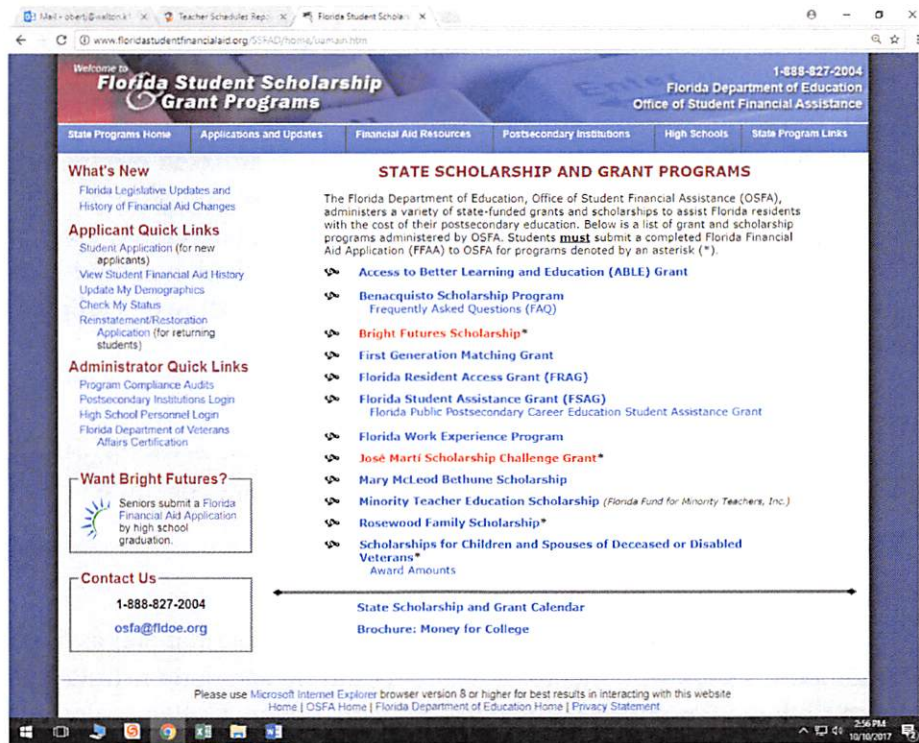 Mail - obertj@walton.k1
Teacher Schedules Repo
Florida Student Schola
www.floridastudentfinancialaid.org/SSFAD/home/uamain.htm
Welcome to
Florida Student Scholarship
& Grant Programs
1-888-827-2004
Florida Department of Education
Office of Student Financial Assistance
State Programs Home
Applications and Updates
Financial Aid Resources
Postsecondary Institutions
High Schools
State Program Links
What's New
Florida Legislative Updates and
History of Financial Aid Changes
Applicant Quick Links
Student Application (for new
applicants)
View Student Financial Aid History
Update My Demographics
Check My Status
Reinstatement/Restoration
Application (for returning
students)
Administrator Quick Links
Program Compliance Audits
Postsecondary Institutions Login
High School Personnel Login
Florida Department of Veterans
Affairs Certification
Want Bright Futures?
Seniors submit a Florida
Financial Aid Application
by high school
graduation.
Contact Us
1-888-827-2004
osfa@fldoe.org
STATE SCHOLARSHIP AND GRANT PROGRAMS
The Florida Department of Education, Office of Student Financial Assistance (OSFA),
administers a variety of state-funded grants and scholarships to assist Florida residents
with the cost of their postsecondary education. Below is a list of grant and scholarship
programs administered by OSFA. Students must submit a completed Florida Financial
Aid Application (FFAA) to OSFA for programs denoted by an asterisk (*).
Access to Better Learning and Education (ABLE) Grant
Benacquisto Scholarship Program
Frequently Asked Questions (FAQ)
Bright Futures Scholarship*
First Generation Matching Grant
Florida Resident Access Grant (FRAG)
Florida Student Assistance Grant (FSAG)
Florida Public Postsecondary Career Education Student Assistance Grant
Florida Work Experience Program
José Martí Scholarship Challenge Grant*
Mary McLeod Bethune Scholarship
Minority Teacher Education Scholarship (Florida Fund for Minority Teachers, Inc.)
Rosewood Family Scholarship*
Scholarships for Children and Spouses of Deceased or Disabled
Veterans*
Award Amounts
State Scholarship and Grant Calendar
Brochure: Money for College
Please use Microsoft Internet Explorer browser version 8 or higher for best results in interacting with this website
Home | OSFA Home | Florida Department of Education Home | Privacy Statement
2:56 PM
10/10/2017